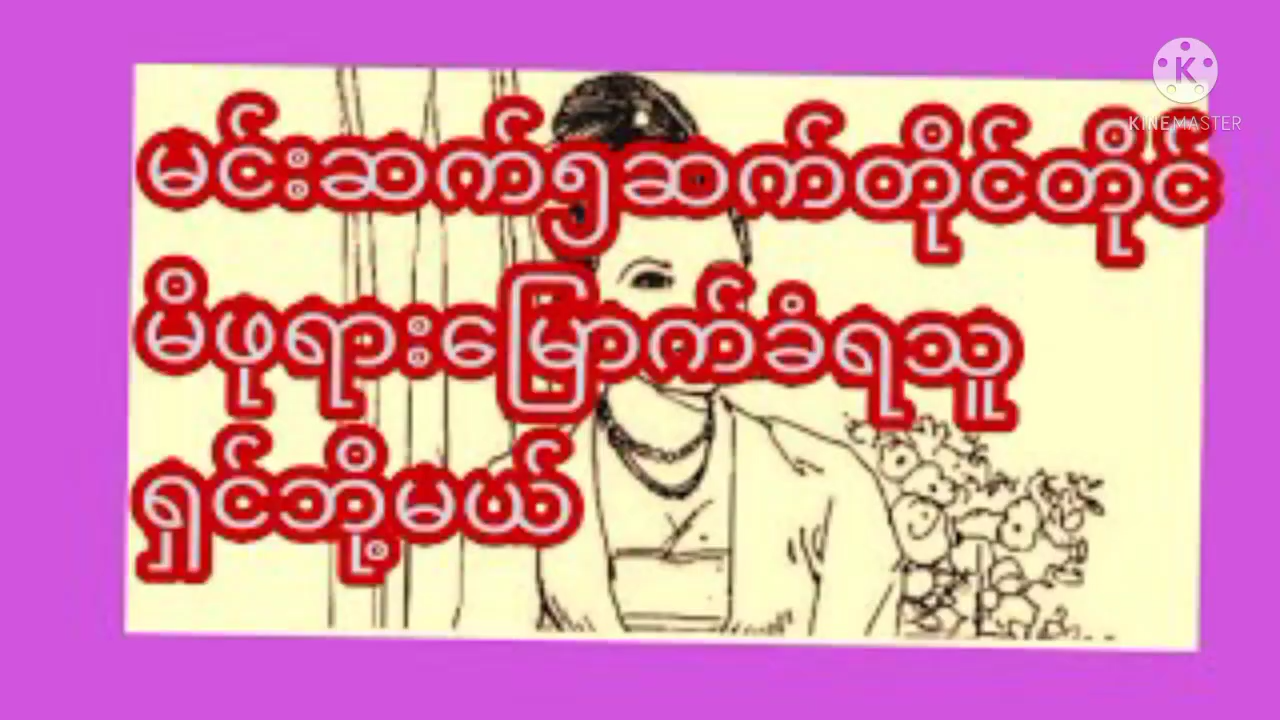 KINEMASTER
မင်းဆက်၅ဆက်တိုင်တိုင်
မိဖုရားမြှောက်ခံရသူ
ရှင်ဘို့မယ်